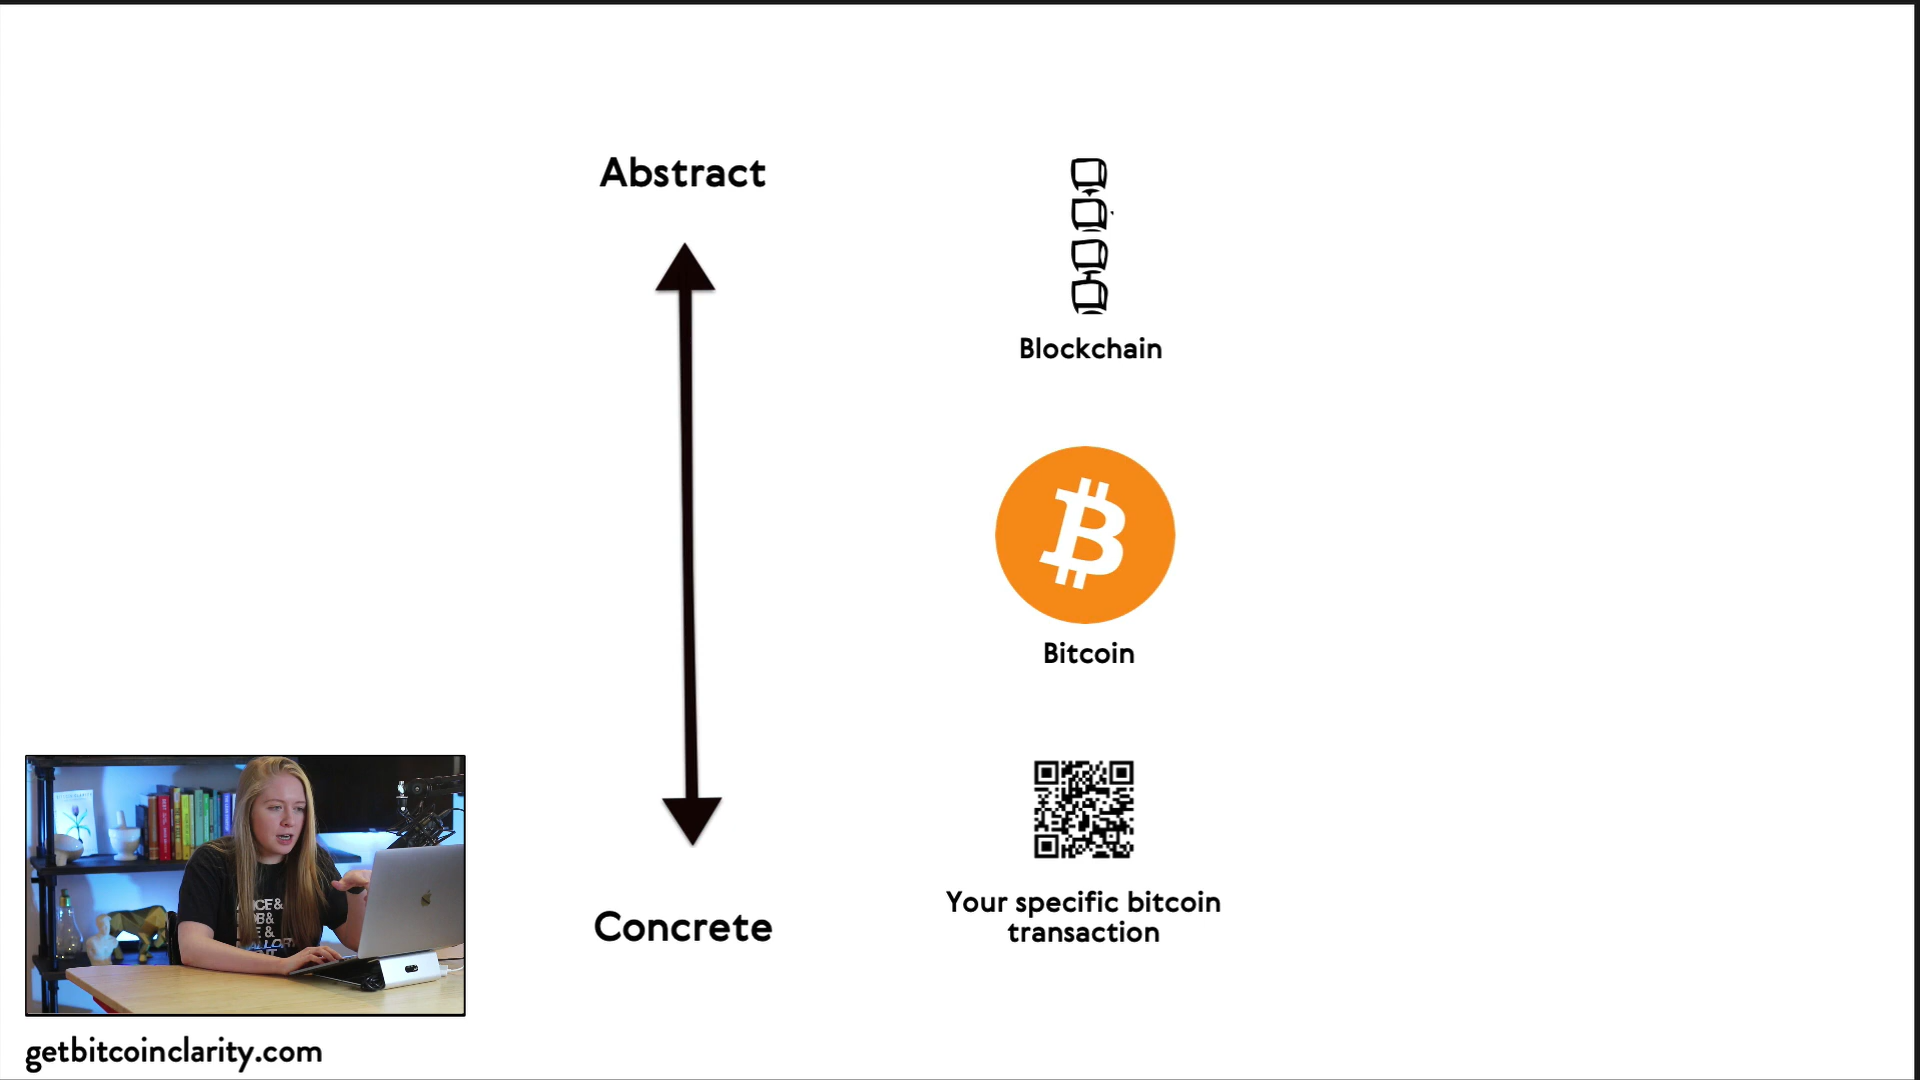 Abstract
Blockchain
Bitcoin
Your specific bitcoin
transaction
Concrete
getbitcoinclarity.com